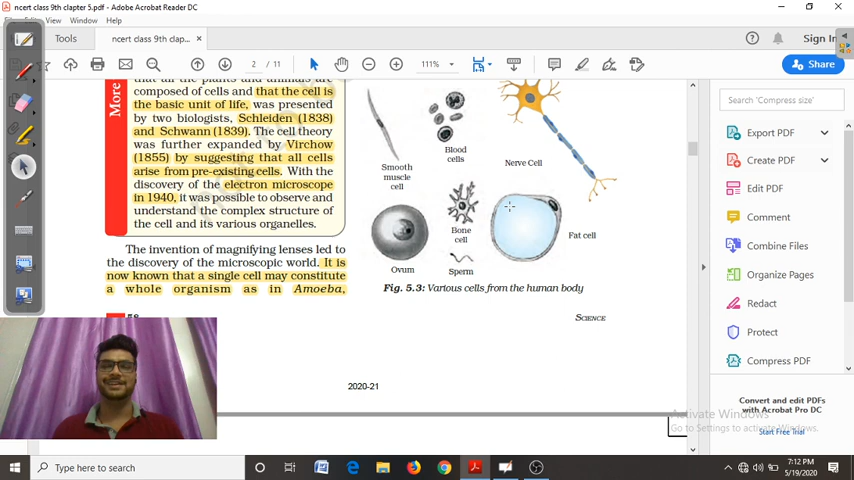 ncert class 9th chapter 5.pdf - Adobe Acrobat Reader DC
File Edit View Window Help
Tools
ncert class 9th clap...
Sign In
2 / 11
111%
Share
More
that all the plants and animals are
composed of cells and that the cell is
the basic unit of life, was presented
by two biologists, Schleiden (1838)
and Schwann (1839). The cell theory
was further expanded by Virchow
(1855) by suggesting that all cells
arise from pre-existing cells. With the
discovery of the electron microscope
in 1940, it was possible to observe and
understand the complex structure of
the cell and its various organelles.
The invention of magnifying lenses led to
the discovery of the microscopic world. It is
now known that a single cell may constitute
a whole organism as in Amoeba,
58
Smooth
muscle
cell
Blood
cells
Nerve Cell
Ovum
Bone
cell
Sperm
Fat cell
Fig. 5.3: Various cells from the human body
SCIENCE
2020-21
Search 'Compress size'
Export PDF
Create PDF
Edit PDF
Comment
Combine Files
Organize Pages
Redact
Protect
Compress PDF
Convert and edit PDFs
with Acrobat Pro DC
Start Free Trial
Activate Windows
Go to Settings to activate Windows.
Type here to search
7:12 PM
5/19/2020